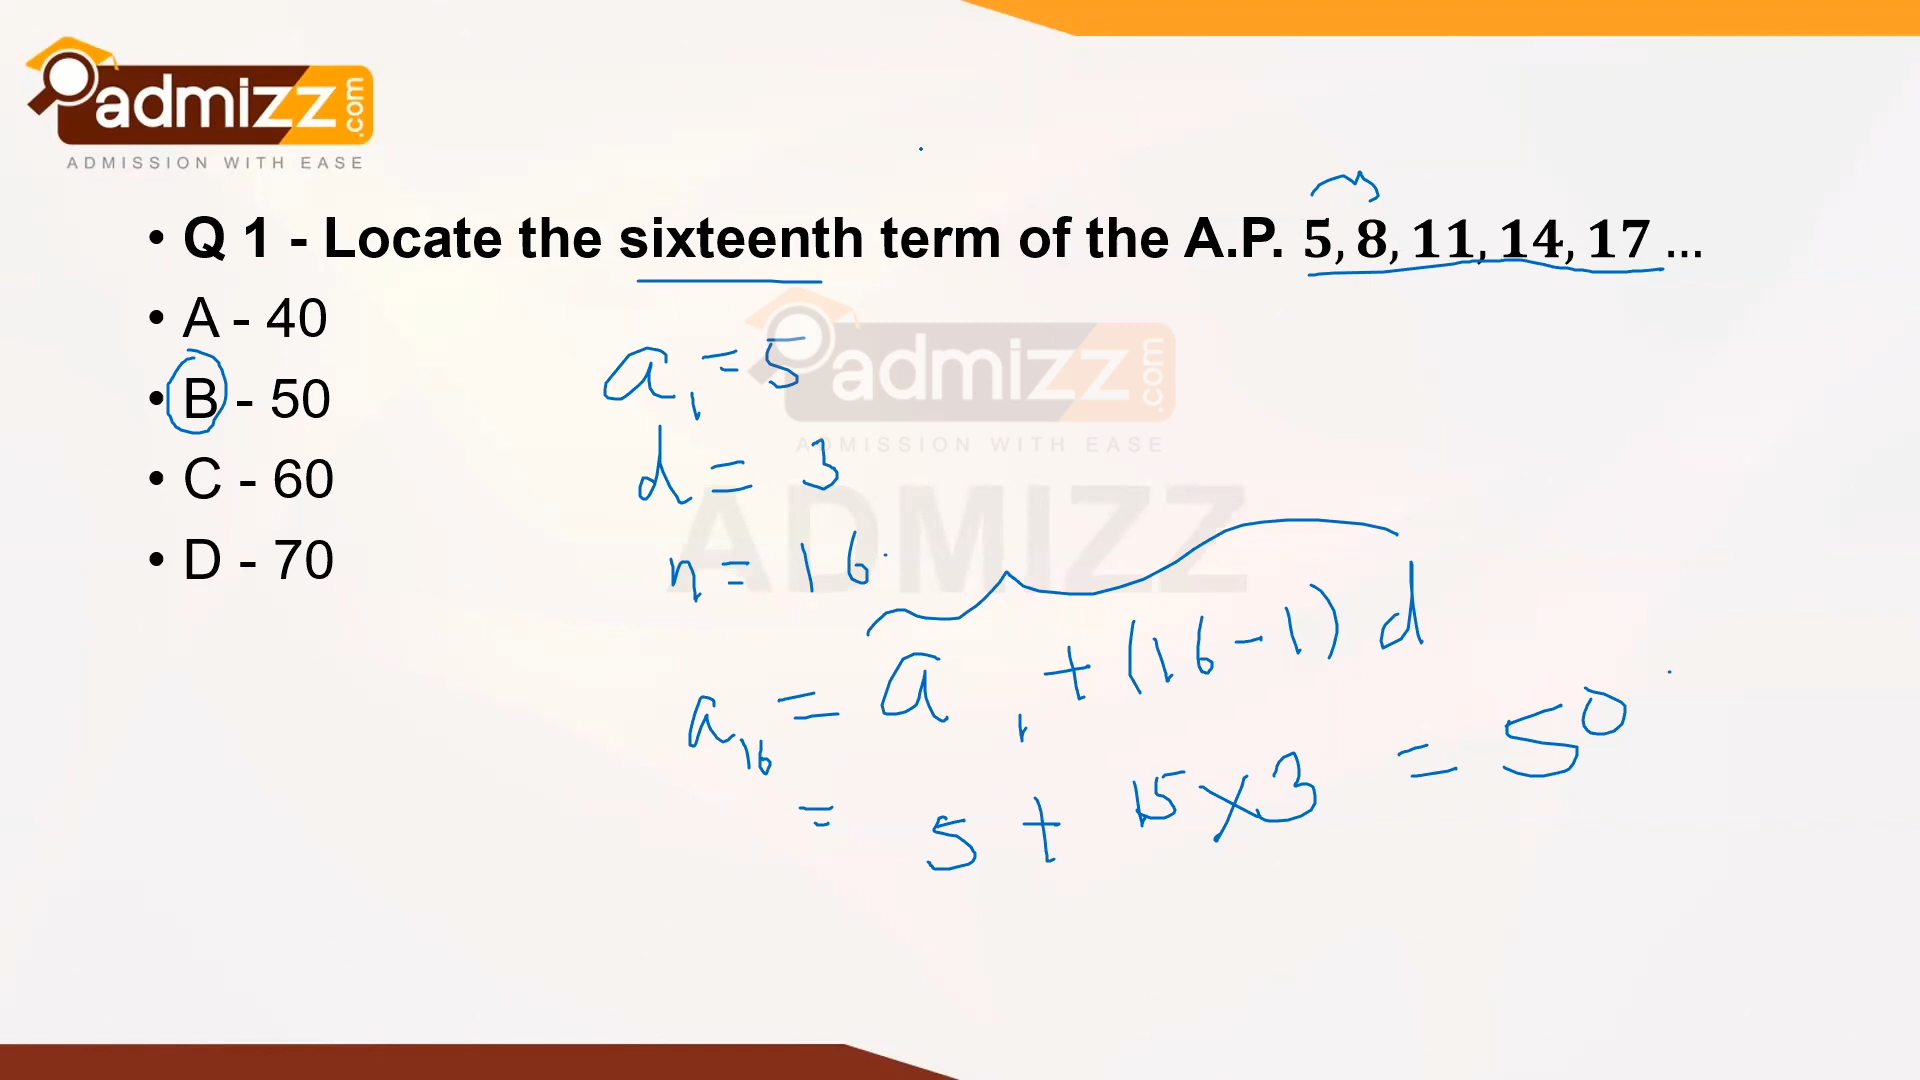 admizz.com
ADMISSION WITH EASE
• Q 1 - Locate the sixteenth term of the A.P. 5, 8, 11, 14, 17 ...
• A - 40
• B - 50
• C - 60
• D - 70
admizz.com
ADMISSION WITH EASE
ADMIZZ
a₁ = 5
d = 3
n = 16
a₁₆ = a₁ + (16 - 1) d
= 5 + 15 × 3 = 50